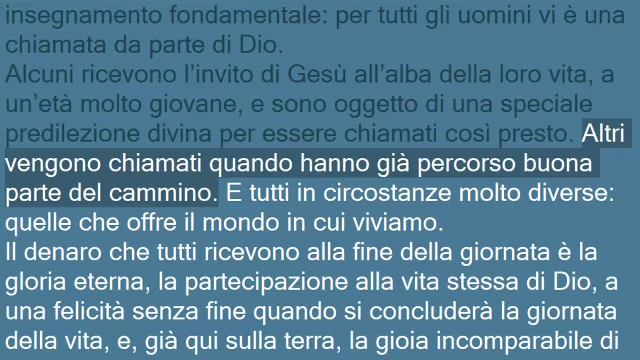 insegnamento fondamentale: per tutti gli uomini vi è una
chiamata da parte di Dio.
Alcuni ricevono l’invito di Gesù all’alba della loro vita, a
un’età molto giovane, e sono oggetto di una speciale
predilezione divina per essere chiamati così presto. Altri
vengono chiamati quando hanno già percorso buona
parte del cammino. E tutti in circostanze molto diverse:
quelle che offre il mondo in cui viviamo.
Il denaro che tutti ricevono alla fine della giornata è la
gloria eterna, la partecipazione alla vita stessa di Dio, a
una felicità senza fine quando si concluderà la giornata
della vita, e, già qui sulla terra, la gioia incomparabile di